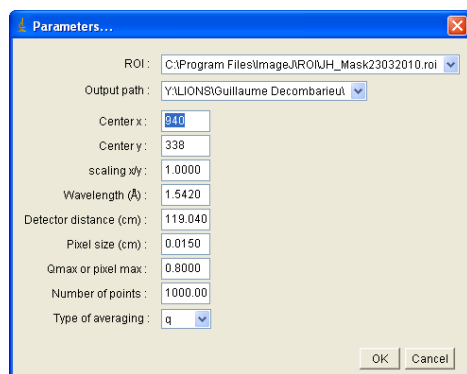 Parameters...
ROI : C:\Program Files\ImageJ\ROI\JH_Mask23032010.roi
Output path : Y:\LIONS\Guillaume Decombarieu\
Center x : 940
Center y : 338
scaling x/y : 1.0000
Wavelength (Å) : 1.5420
Detector distance (cm) : 119.040
Pixel size (cm) : 0.0150
Qmax or pixel max : 0.8000
Number of points : 1000.00
Type of averaging : q
OK Cancel